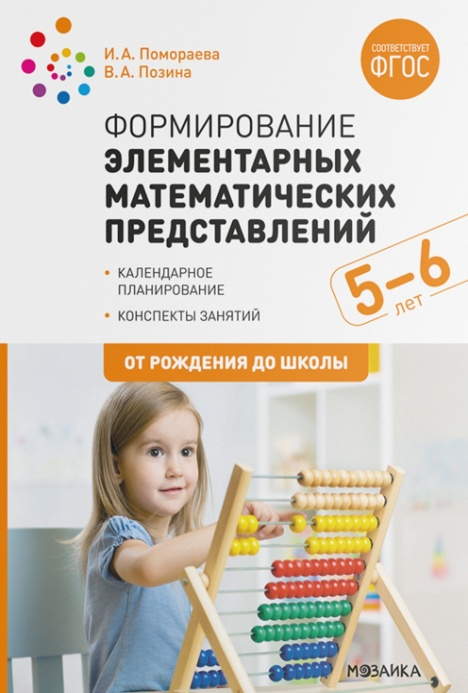 И. А. Помораева
В. А. Позина
СООТВЕТСТВУЕТ
ФГОС
ФОРМИРОВАНИЕ
ЭЛЕМЕНТАРНЫХ
МАТЕМАТИЧЕСКИХ
ПРЕДСТАВЛЕНИЙ
• КАЛЕНДАРНОЕ
ПЛАНИРОВАНИЕ
• КОНСПЕКТЫ ЗАНЯТИЙ
5–6
лет
ОТ РОЖДЕНИЯ ДО ШКОЛЫ
МОЗАИКА